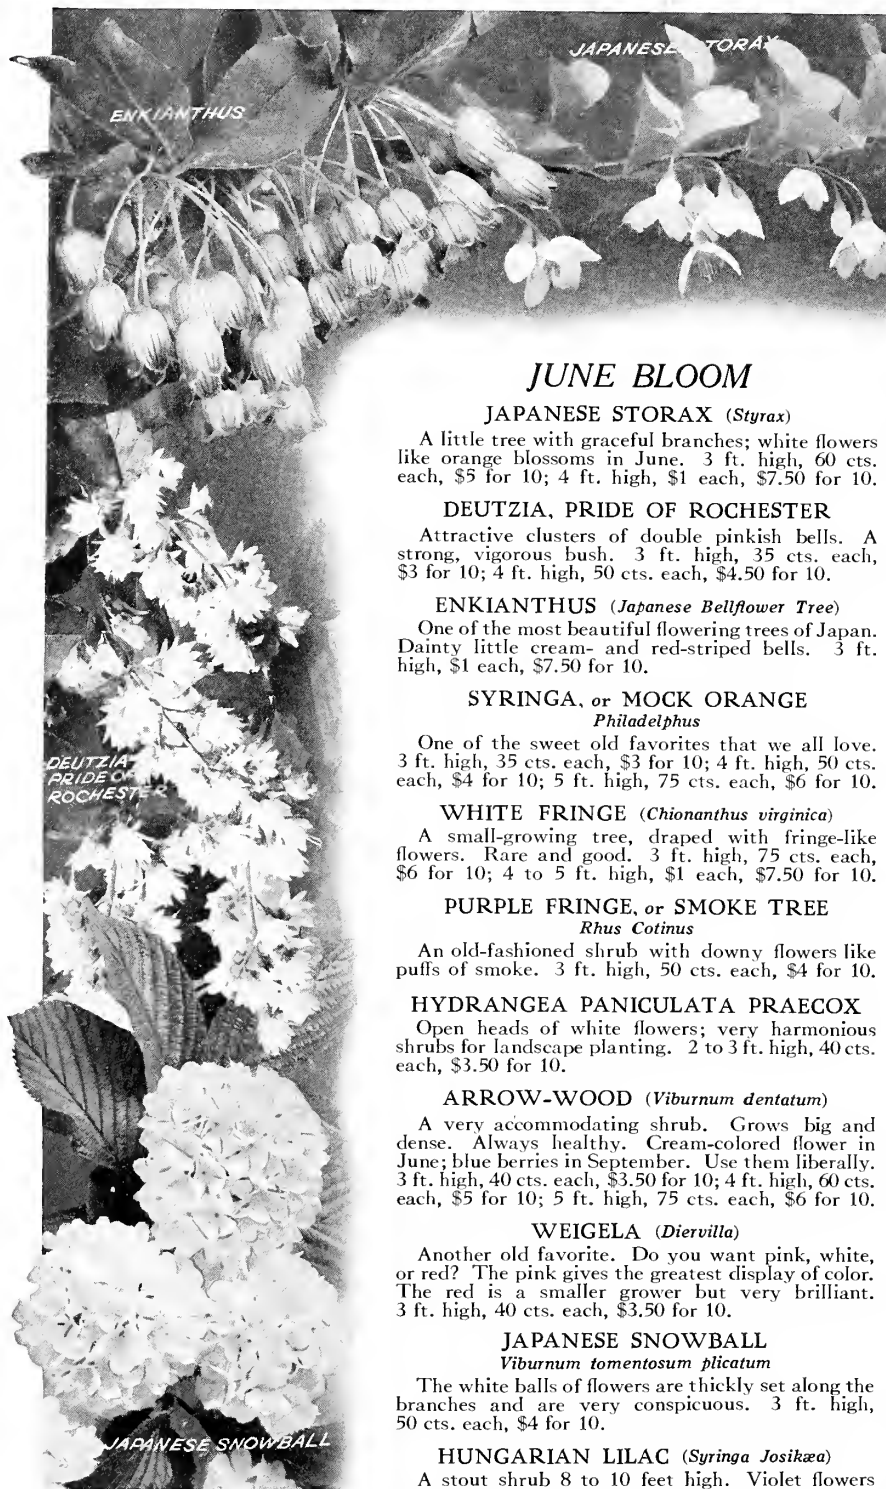 JAPANESE STORAX
ENKIANTHUS
JUNE BLOOM
JAPANESE STORAX (Styrax)
A little tree with graceful branches; white flowers
like orange blossoms in June. 3 ft. high, 60 cts.
each, $5 for 10; 4 ft. high, $1 each, $7.50 for 10.
DEUTZIA, PRIDE OF ROCHESTER
Attractive clusters of double pinkish bells. A
strong, vigorous bush. 3 ft. high, 35 cts. each,
$3 for 10; 4 ft. high, 50 cts. each, $4.50 for 10.
ENKIANTHUS (Japanese Bellflower Tree)
One of the most beautiful flowering trees of Japan.
Dainty little cream- and red-striped bells. 3 ft.
high, $1 each, $7.50 for 10.
SYRINGA, or MOCK ORANGE
Philadelphus
One of the sweet old favorites that we all love.
3 ft. high, 35 cts. each, $3 for 10; 4 ft. high, 50 cts.
each, $4 for 10; 5 ft. high, 75 cts. each, $6 for 10.
DEUTZIA
PRIDE OF
ROCHESTER
WHITE FRINGE (Chionanthus virginica)
A small-growing tree, draped with fringe-like
flowers. Rare and good. 3 ft. high, 75 cts. each,
$6 for 10; 4 to 5 ft. high, $1 each, $7.50 for 10.
PURPLE FRINGE, or SMOKE TREE
Rhus Cotinus
An old-fashioned shrub with downy flowers like
puffs of smoke. 3 ft. high, 50 cts. each, $4 for 10.
HYDRANGEA PANICULATA PRAECOX
Open heads of white flowers; very harmonious
shrubs for landscape planting. 2 to 3 ft. high, 40 cts.
each, $3.50 for 10.
ARROW-WOOD (Viburnum dentatum)
A very accommodating shrub. Grows big and
dense. Always healthy. Cream-colored flower in
June; blue berries in September. Use them liberally.
3 ft. high, 40 cts. each, $3.50 for 10; 4 ft. high, 60 cts.
each, $5 for 10; 5 ft. high, 75 cts. each, $6 for 10.
WEIGELA (Diervilla)
Another old favorite. Do you want pink, white,
or red? The pink gives the greatest display of color.
The red is a smaller grower but very brilliant.
3 ft. high, 40 cts. each, $3.50 for 10.
JAPANESE SNOWBALL
Viburnum tomentosum plicatum
The white balls of flowers are thickly set along the
branches and are very conspicuous. 3 ft. high,
50 cts. each, $4 for 10.
JAPANESE SNOWBALL
HUNGARIAN LILAC (Syringa Josikæa)
A stout shrub 8 to 10 feet high. Violet flowers